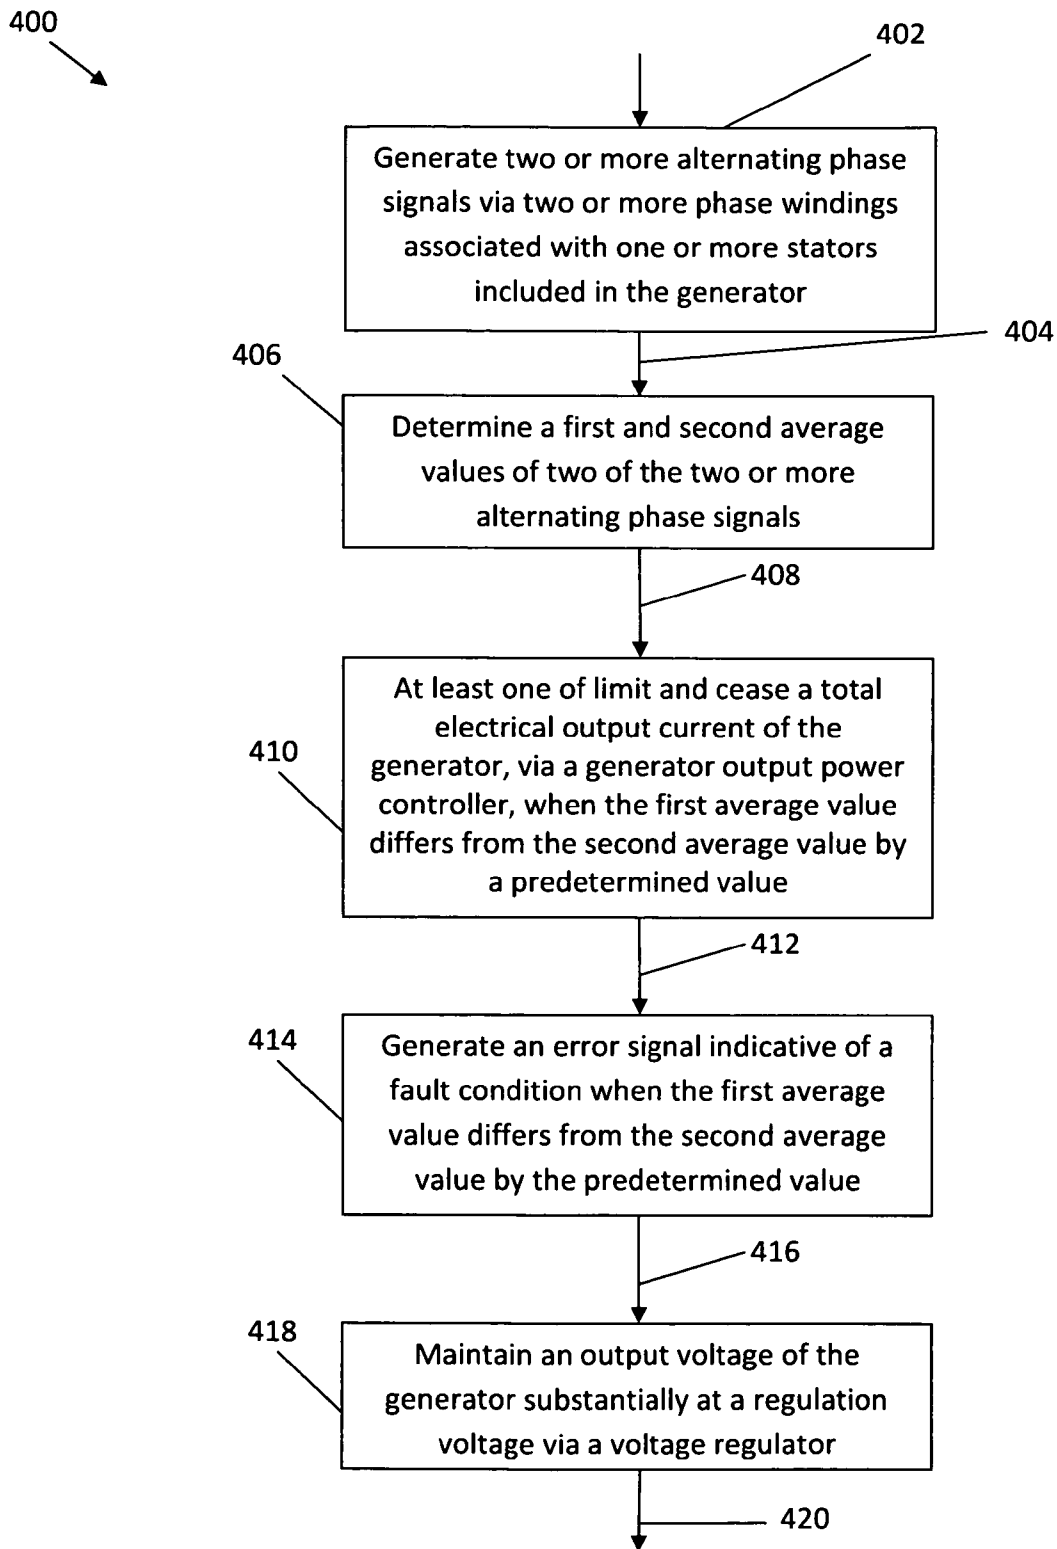 400
402
Generate two or more alternating phase
signals via two or more phase windings
associated with one or more stators
included in the generator
404
406
Determine a first and second average
values of two of the two or more
alternating phase signals
408
410
At least one of limit and cease a total
electrical output current of the
generator, via a generator output power
controller, when the first average value
differs from the second average value by
a predetermined value
412
414
Generate an error signal indicative of a
fault condition when the first average
value differs from the second average
value by the predetermined value
416
418
Maintain an output voltage of the
generator substantially at a regulation
voltage via a voltage regulator
420